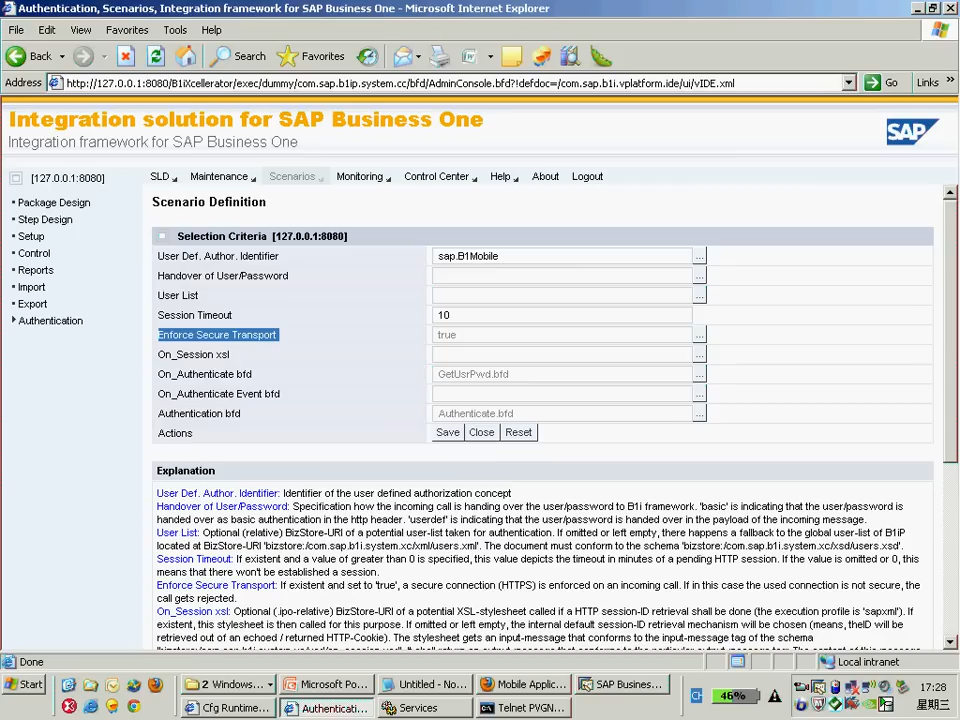 Authentication, Scenarios, Integration framework for SAP Business One - Microsoft Internet Explorer
File Edit View Favorites Tools Help
Back Search Favorites
Address http://127.0.0.1:8080/B1iXcellerator/exec/dummy/com.sap.b1ip.system.cc/bfd/AdminConsole.bfd?!defdoc=/com.sap.b1i.vplatform.ide/ui/vIDE.xml Go Links »
Integration solution for SAP Business One
Integration framework for SAP Business One
SAP
[127.0.0.1:8080]
SLD Maintenance Scenarios Monitoring Control Center Help About Logout
Package Design
Step Design
Setup
Control
Reports
Import
Export
Authentication
Scenario Definition
Selection Criteria [127.0.0.1:8080]
User Def. Author. Identifier sap.B1Mobile ...
Handover of User/Password ...
User List ...
Session Timeout 10
Enforce Secure Transport true ...
On_Session xsl ...
On_Authenticate bfd GetUsrPwd.bfd ...
On_Authenticate Event bfd ...
Authentication bfd Authenticate.bfd ...
Actions Save Close Reset
Explanation
User Def. Author. Identifier: Identifier of the user defined authorization concept
Handover of User/Password: Specification how the incoming call is handing over the user/password to B1i framework. 'basic' is indicating that the user/password is
handed over as basic authentication in the http header. 'userdef' is indicating that the user/password is handed over in the payload of the incoming message.
User List: Optional (relative) BizStore-URI of a potential user-list taken for authentication. If omitted or left empty, there happens a fallback to the global user-list of B1iP
located at BizStore-URI 'bizstore:/com.sap.b1i.system.xc/xml/users.xml'. The document must conform to the schema 'bizstore:/com.sap.b1i.system.xc/xsd/users.xsd'.
Session Timeout: If existent and a value of greater than 0 is specified, this value depicts the timeout in minutes of a pending HTTP session. If the value is omitted or 0, this
means that there won'tbe established a session.
Enforce Secure Transport: If existent and set to 'true', a secure connection (HTTPS) is enforced on an incoming call. If in this case the used connection is not secure, the
call gets rejected.
On_Session xsl: Optional (.ipo-relative) BizStore-URI of a potential XSL-stylesheet called if a HTTP session-ID retrieval shall be done (the execution profile is 'sapxml'). If
existent, this stylesheet is then called for this purpose. If omitted or left empty, the internal default session-ID retrieval mechanism will be chosen (means, theID will be
retrieved out of an echoed / returned HTTP-Cookie). The stylesheet gets an input-message that conforms to the input-message tag of the schema
Done Local intranet
Start 2 Windows... Microsoft Po... Untitled - No... Mobile Applic... SAP Busines... 46% 17:28
Cfg Runtime... Authenticati... Services Telnet PVGN... 星期三